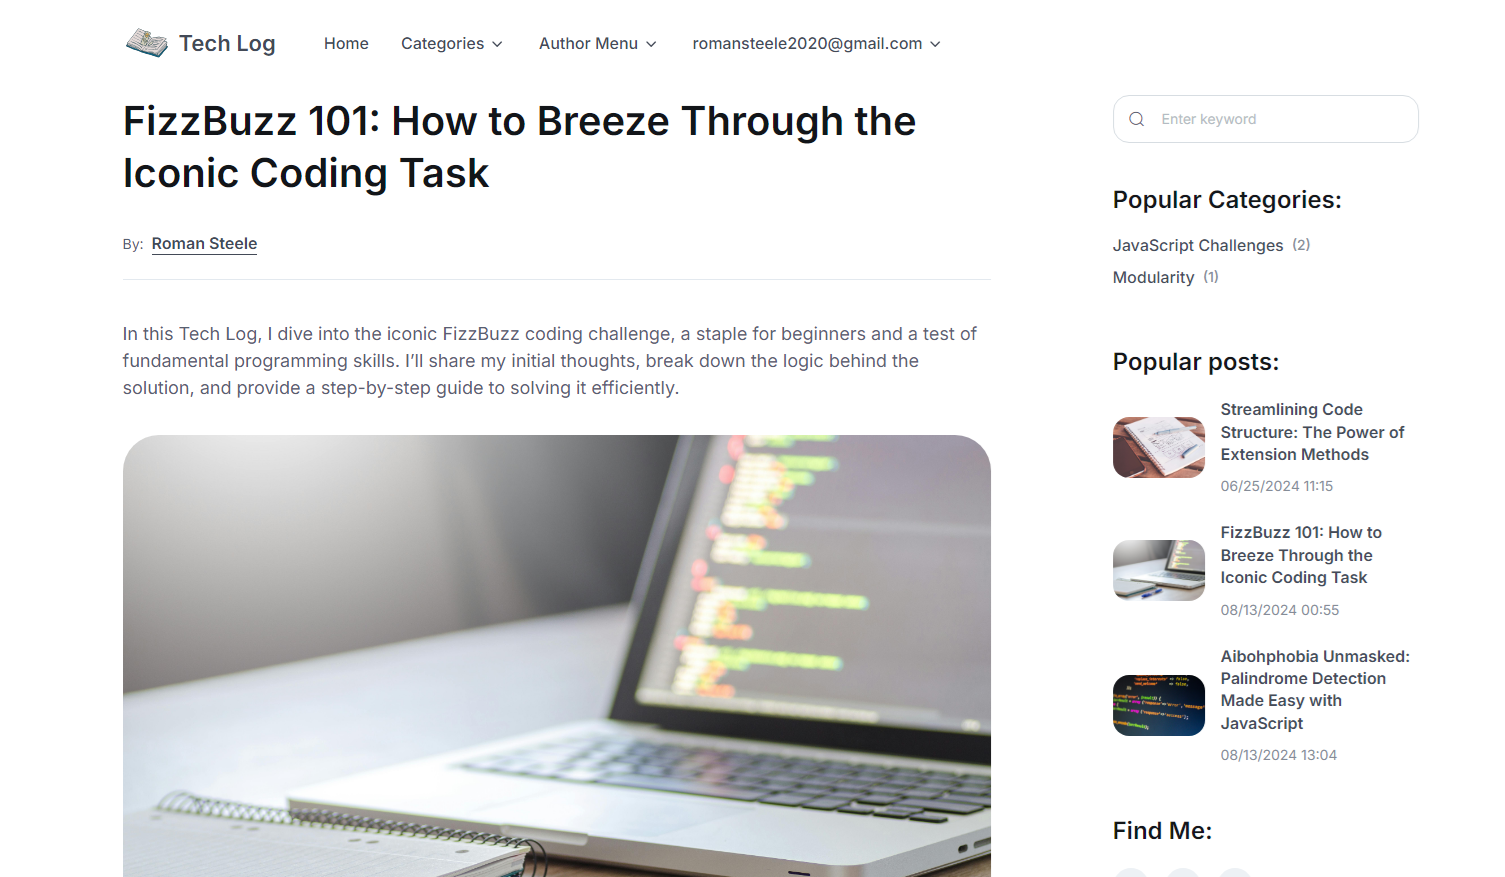 Tech Log
Home
Categories
Author Menu
romansteele2020@gmail.com
FizzBuzz 101: How to Breeze Through the
Iconic Coding Task
By: Roman Steele
In this Tech Log, I dive into the iconic FizzBuzz coding challenge, a staple for beginners and a test of
fundamental programming skills. I’ll share my initial thoughts, break down the logic behind the
solution, and provide a step-by-step guide to solving it efficiently.
Enter keyword
Popular Categories:
JavaScript Challenges (2)
Modularity (1)
Popular posts:
Streamlining Code
Structure: The Power of
Extension Methods
06/25/2024 11:15
FizzBuzz 101: How to
Breeze Through the
Iconic Coding Task
08/13/2024 00:55
Aibohphobia Unmasked:
Palindrome Detection
Made Easy with
JavaScript
08/13/2024 13:04
Find Me: